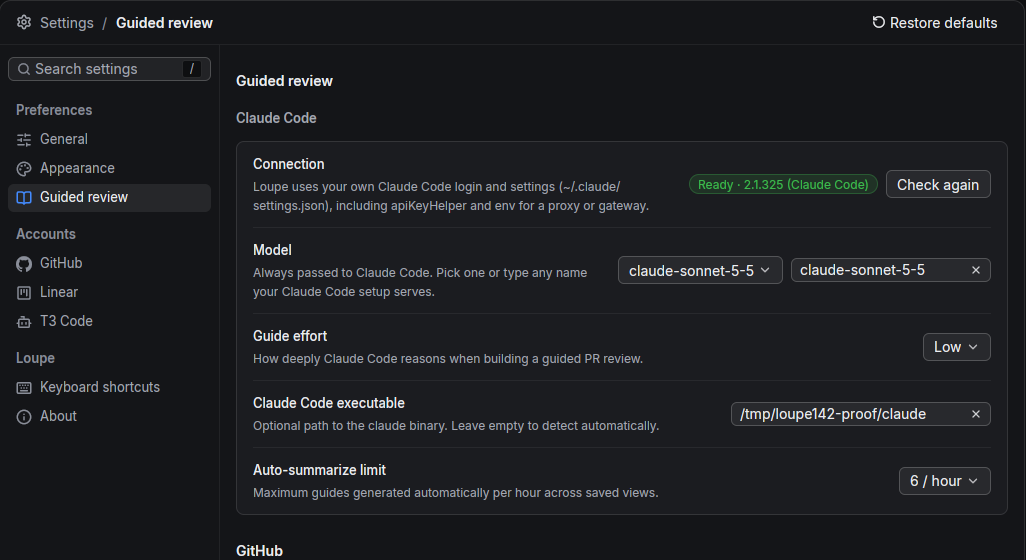 Settings / Guided review
Restore defaults
Search settings /
Preferences
General
Appearance
Guided review
Accounts
GitHub
Linear
T3 Code
Loupe
Keyboard shortcuts
About
Guided review
Claude Code
Connection
Loupe uses your own Claude Code login and settings (~/.claude/
settings.json), including apiKeyHelper and env for a proxy or gateway.
Ready · 2.1.325 (Claude Code)
Check again
Model
Always passed to Claude Code. Pick one or type any name
your Claude Code setup serves.
claude-sonnet-5-5
claude-sonnet-5-5
Guide effort
How deeply Claude Code reasons when building a guided PR review.
Low
Claude Code executable
Optional path to the claude binary. Leave empty to detect automatically.
/tmp/loupe142-proof/claude
Auto-summarize limit
Maximum guides generated automatically per hour across saved views.
6 / hour
GitHub